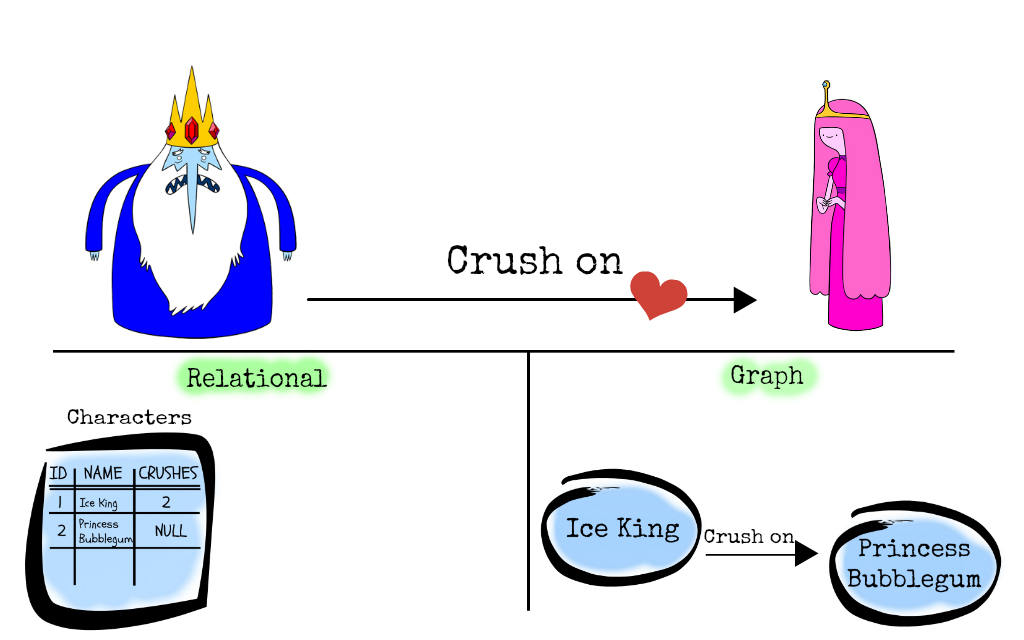 Crush on
Relational
Graph
Characters
ID NAME CRUSHES
1 Ice King 2
2 Princess Bubblegum NULL
Ice King
Crush on
Princess
Bubblegum